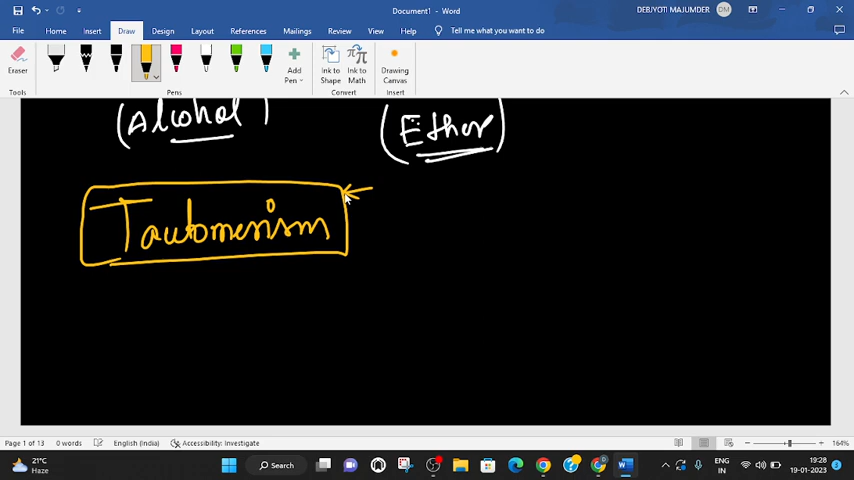 Document1 - Word
DEBJYOTI MAJUMDER DM
File Home Insert Draw Design Layout References Mailings Review View Help Tell me what you want to do
Eraser
Add Pen
Ink to Shape
Ink to Math
Drawing Canvas
Tools Pens Convert Insert
(Alcohol)
(Ether)
Tautomerism
Page 1 of 13 0 words English (India) Accessibility: Investigate 164%
21°C
Haze
Search
ENG
IN
19:28
19-01-2023